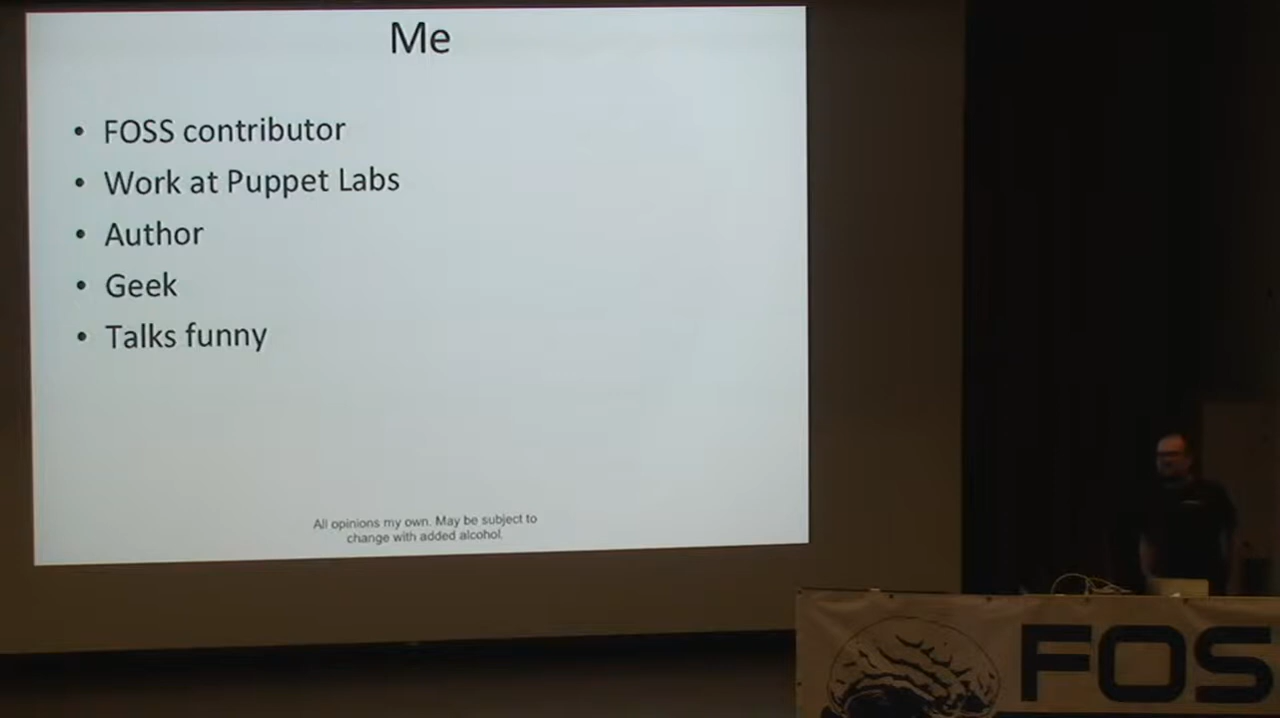 Me
• FOSS contributor
• Work at Puppet Labs
• Author
• Geek
• Talks funny
All opinions my own. May be subject to
change with added alcohol.
FOS